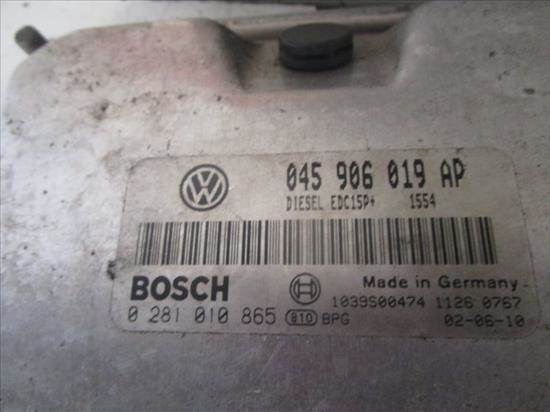 045 906 019 AP
DIESEL EDC15P+ 1554
BOSCH
Made in Germany
1039S00474 1126 0767
0 281 010 865 810 BPG 02-06-10